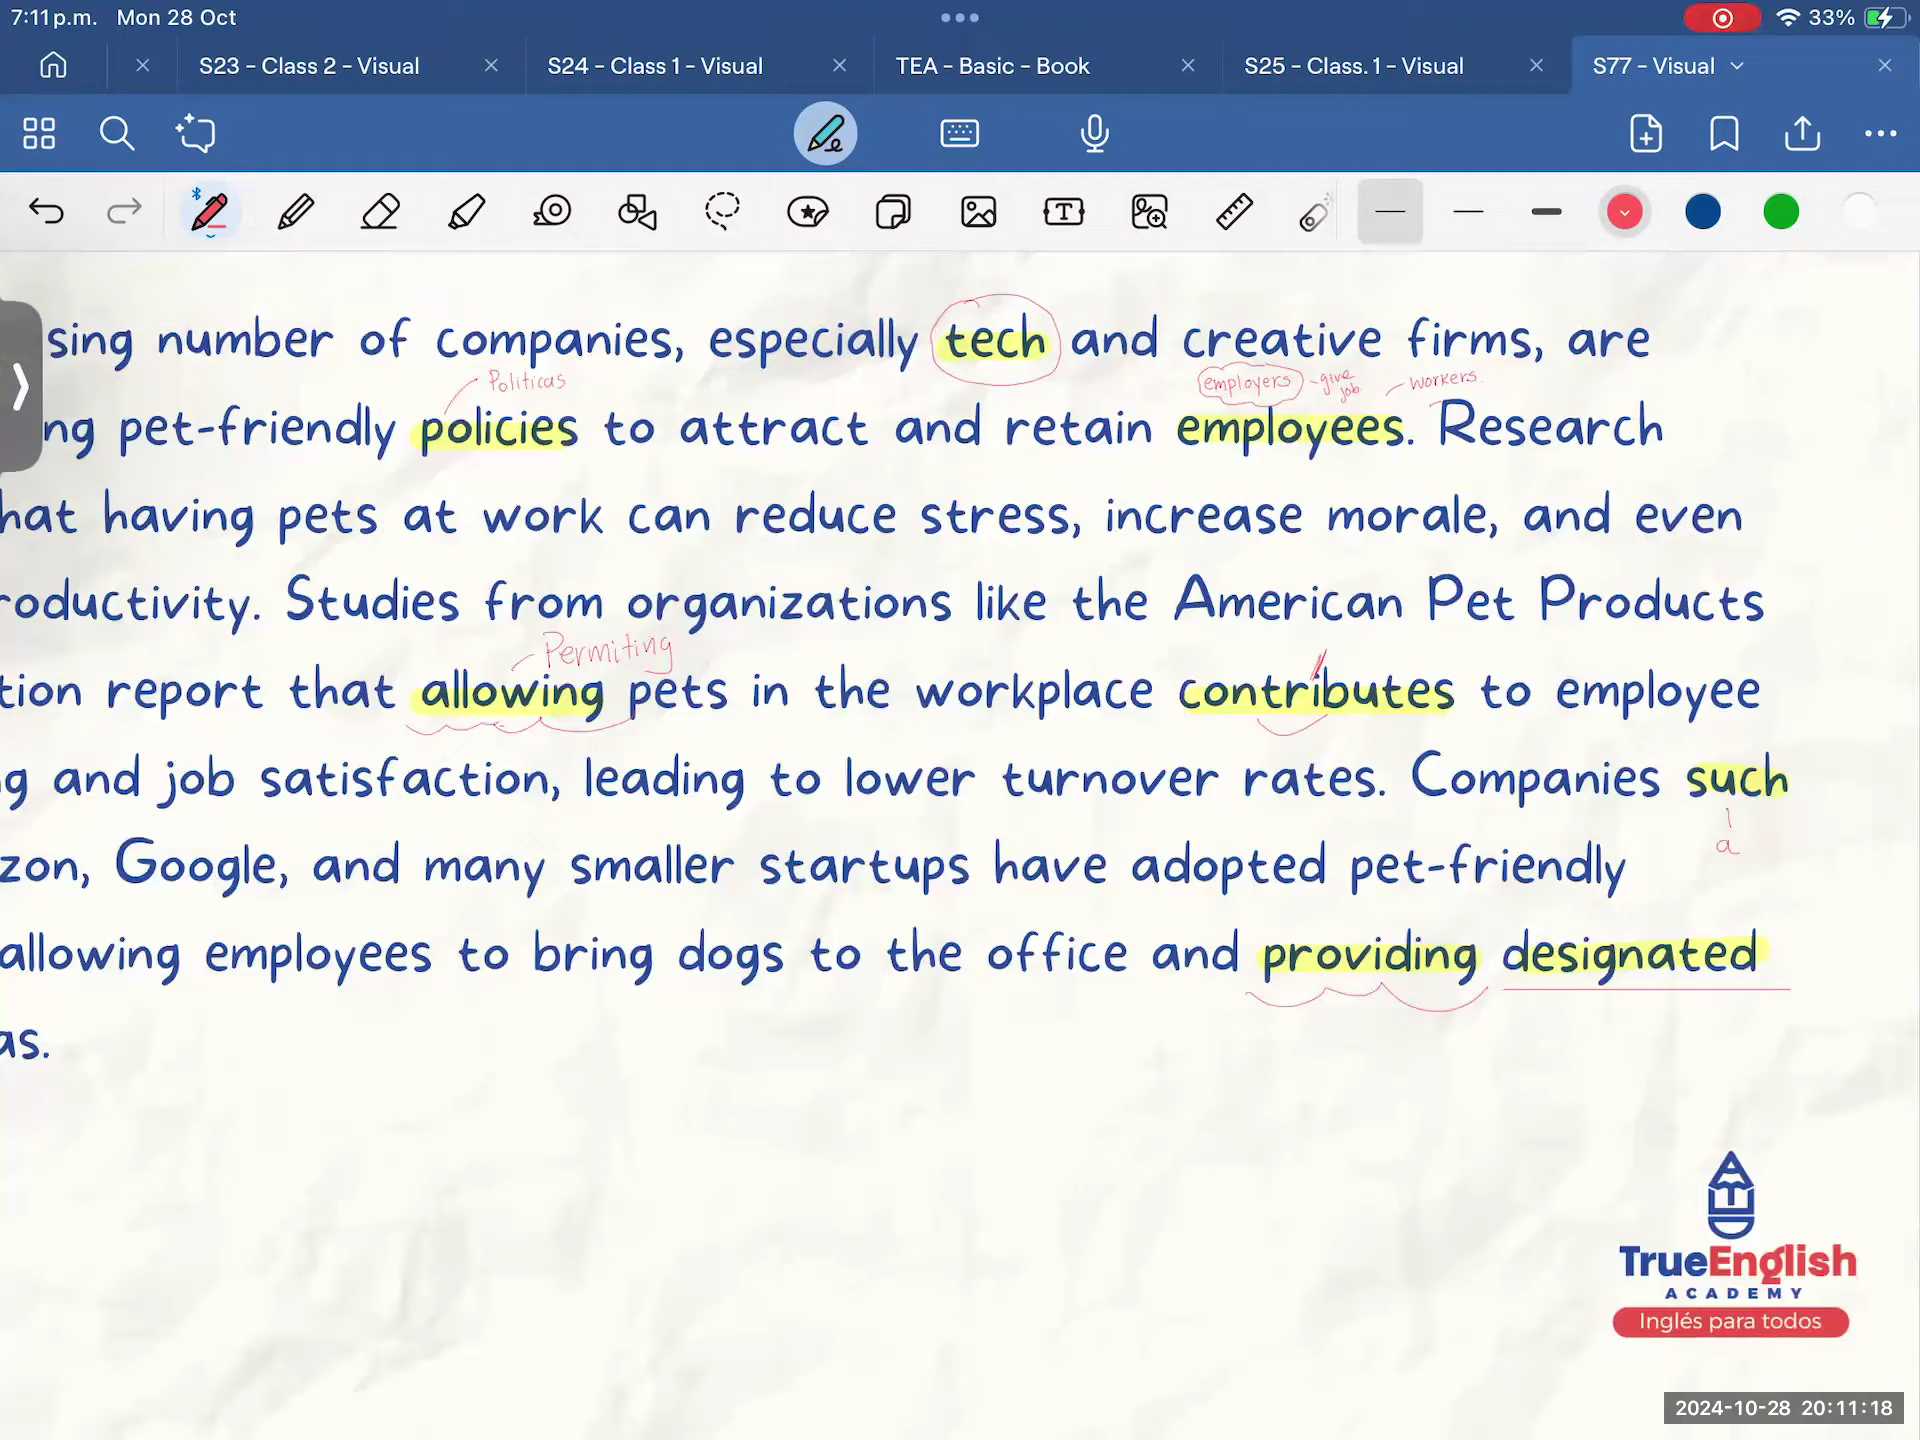 7:11 p.m. Mon 28 Oct
33%
S23 - Class 2 - Visual
S24 - Class 1 - Visual
TEA - Basic - Book
S25 - Class. 1 - Visual
S77 - Visual
sing number of companies, especially tech and creative firms, are
Politicas
employers - give job
workers
ng pet-friendly policies to attract and retain employees. Research
hat having pets at work can reduce stress, increase morale, and even
roductivity. Studies from organizations like the American Pet Products
Permiting
tion report that allowing pets in the workplace contributes to employee
g and job satisfaction, leading to lower turnover rates. Companies such
a
zon, Google, and many smaller startups have adopted pet-friendly
allowing employees to bring dogs to the office and providing designated
as.
TrueEnglish
ACADEMY
Inglés para todos
2024-10-28 20:11:18